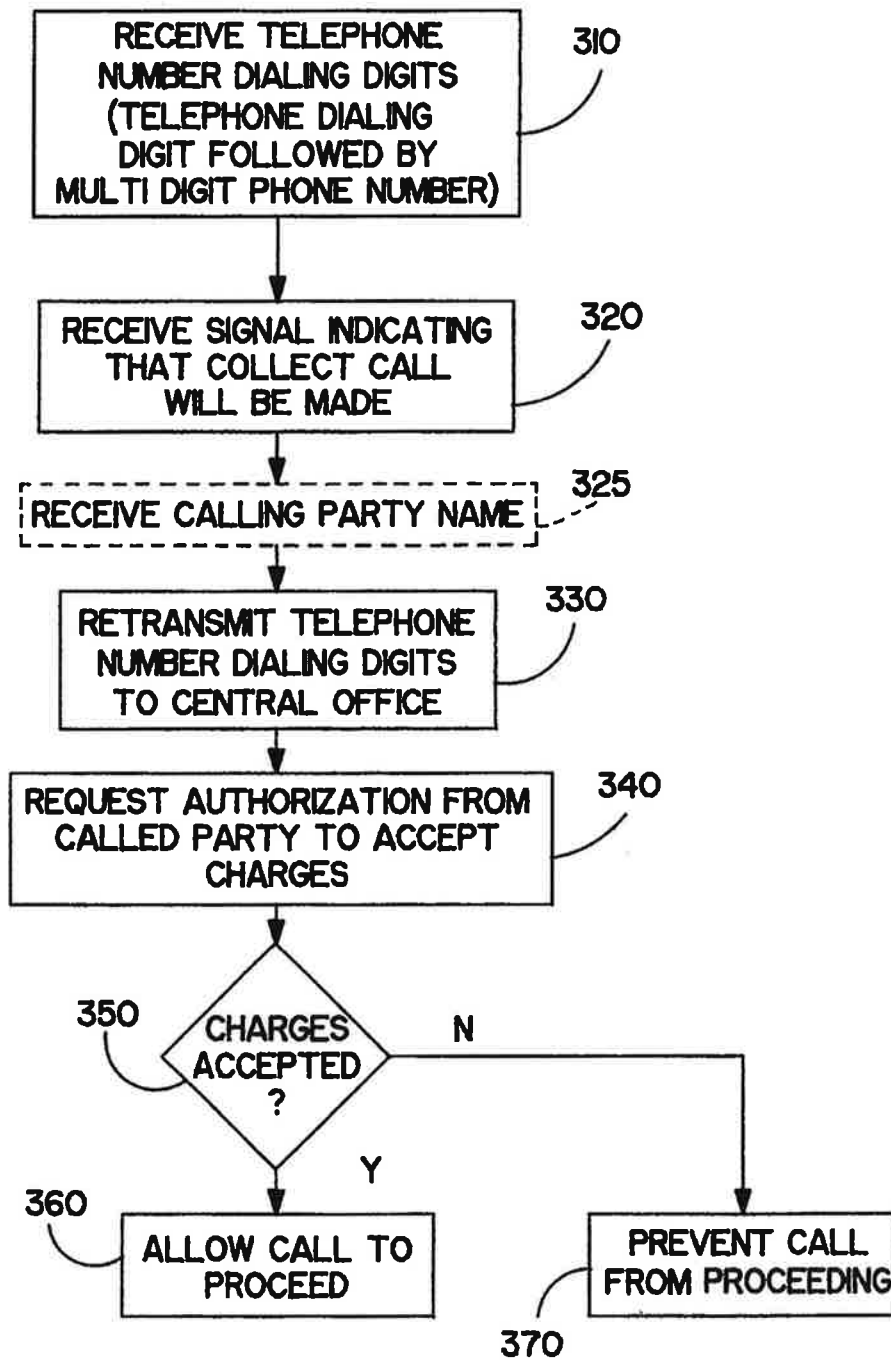 RECEIVE TELEPHONE
NUMBER DIALING DIGITS
(TELEPHONE DIALING
DIGIT FOLLOWED BY
MULTI DIGIT PHONE NUMBER)
310
RECEIVE SIGNAL INDICATING
THAT COLLECT CALL
WILL BE MADE
320
RECEIVE CALLING PARTY NAME
325
RETRANSMIT TELEPHONE
NUMBER DIALING DIGITS
TO CENTRAL OFFICE
330
REQUEST AUTHORIZATION FROM
CALLED PARTY TO ACCEPT
CHARGES
340
350
CHARGES
ACCEPTED
?
N
Y
360
ALLOW CALL TO
PROCEED
PREVENT CALL
FROM PROCEEDING
370